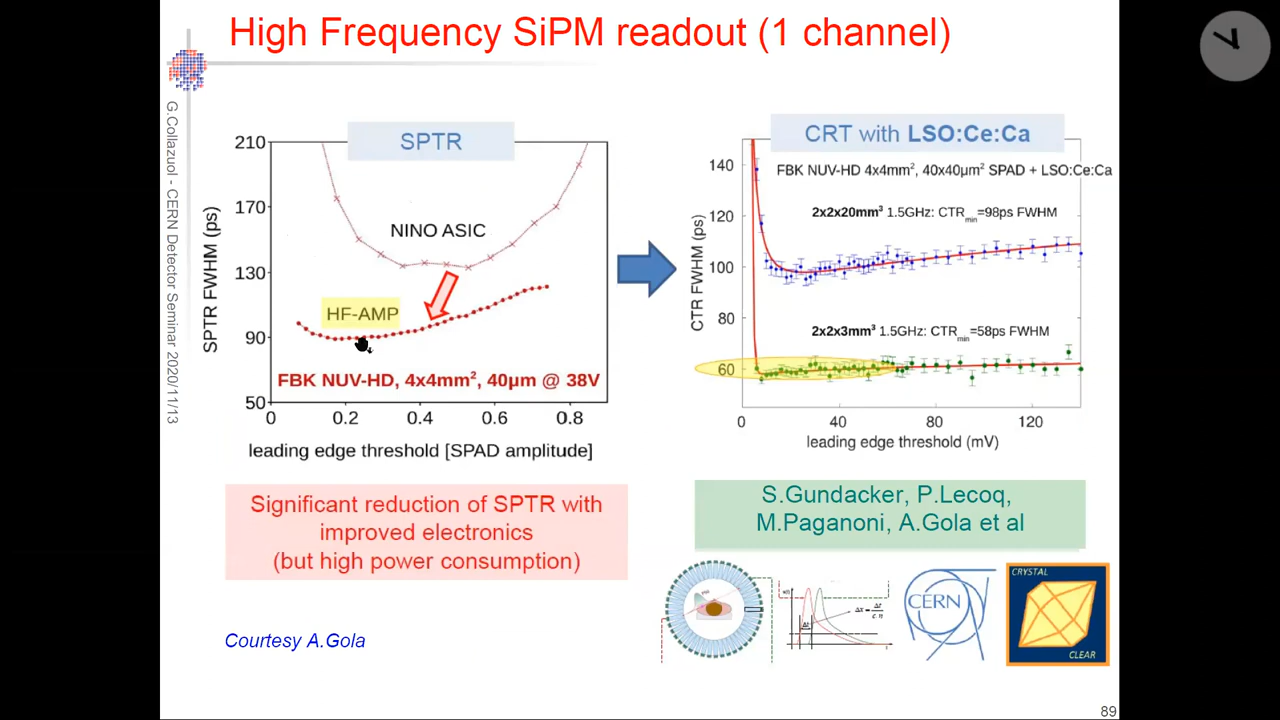 High Frequency SiPM readout (1 channel)
G.Collazuol - CERN Detector Seminar 2020/11/13
SPTR
210
170
130
90
50
SPTR FWHM (ps)
NINO ASIC
HF-AMP
FBK NUV-HD, 4x4mm², 40µm @ 38V
0
0.2
0.4
0.6
0.8
leading edge threshold [SPAD amplitude]
CRT with LSO:Ce:Ca
140
120
100
80
60
CTR FWHM (ps)
FBK NUV-HD 4x4mm², 40x40µm² SPAD + LSO:Ce:Ca
2x2x20mm³ 1.5GHz: CTRmin=98ps FWHM
2x2x3mm³ 1.5GHz: CTRmin=58ps FWHM
0
40
80
120
leading edge threshold (mV)
Significant reduction of SPTR with
improved electronics
(but high power consumption)
S.Gundacker, P.Lecoq,
M.Paganoni, A.Gola et al
Courtesy A.Gola
CERN
CRYSTAL
CLEAR
89